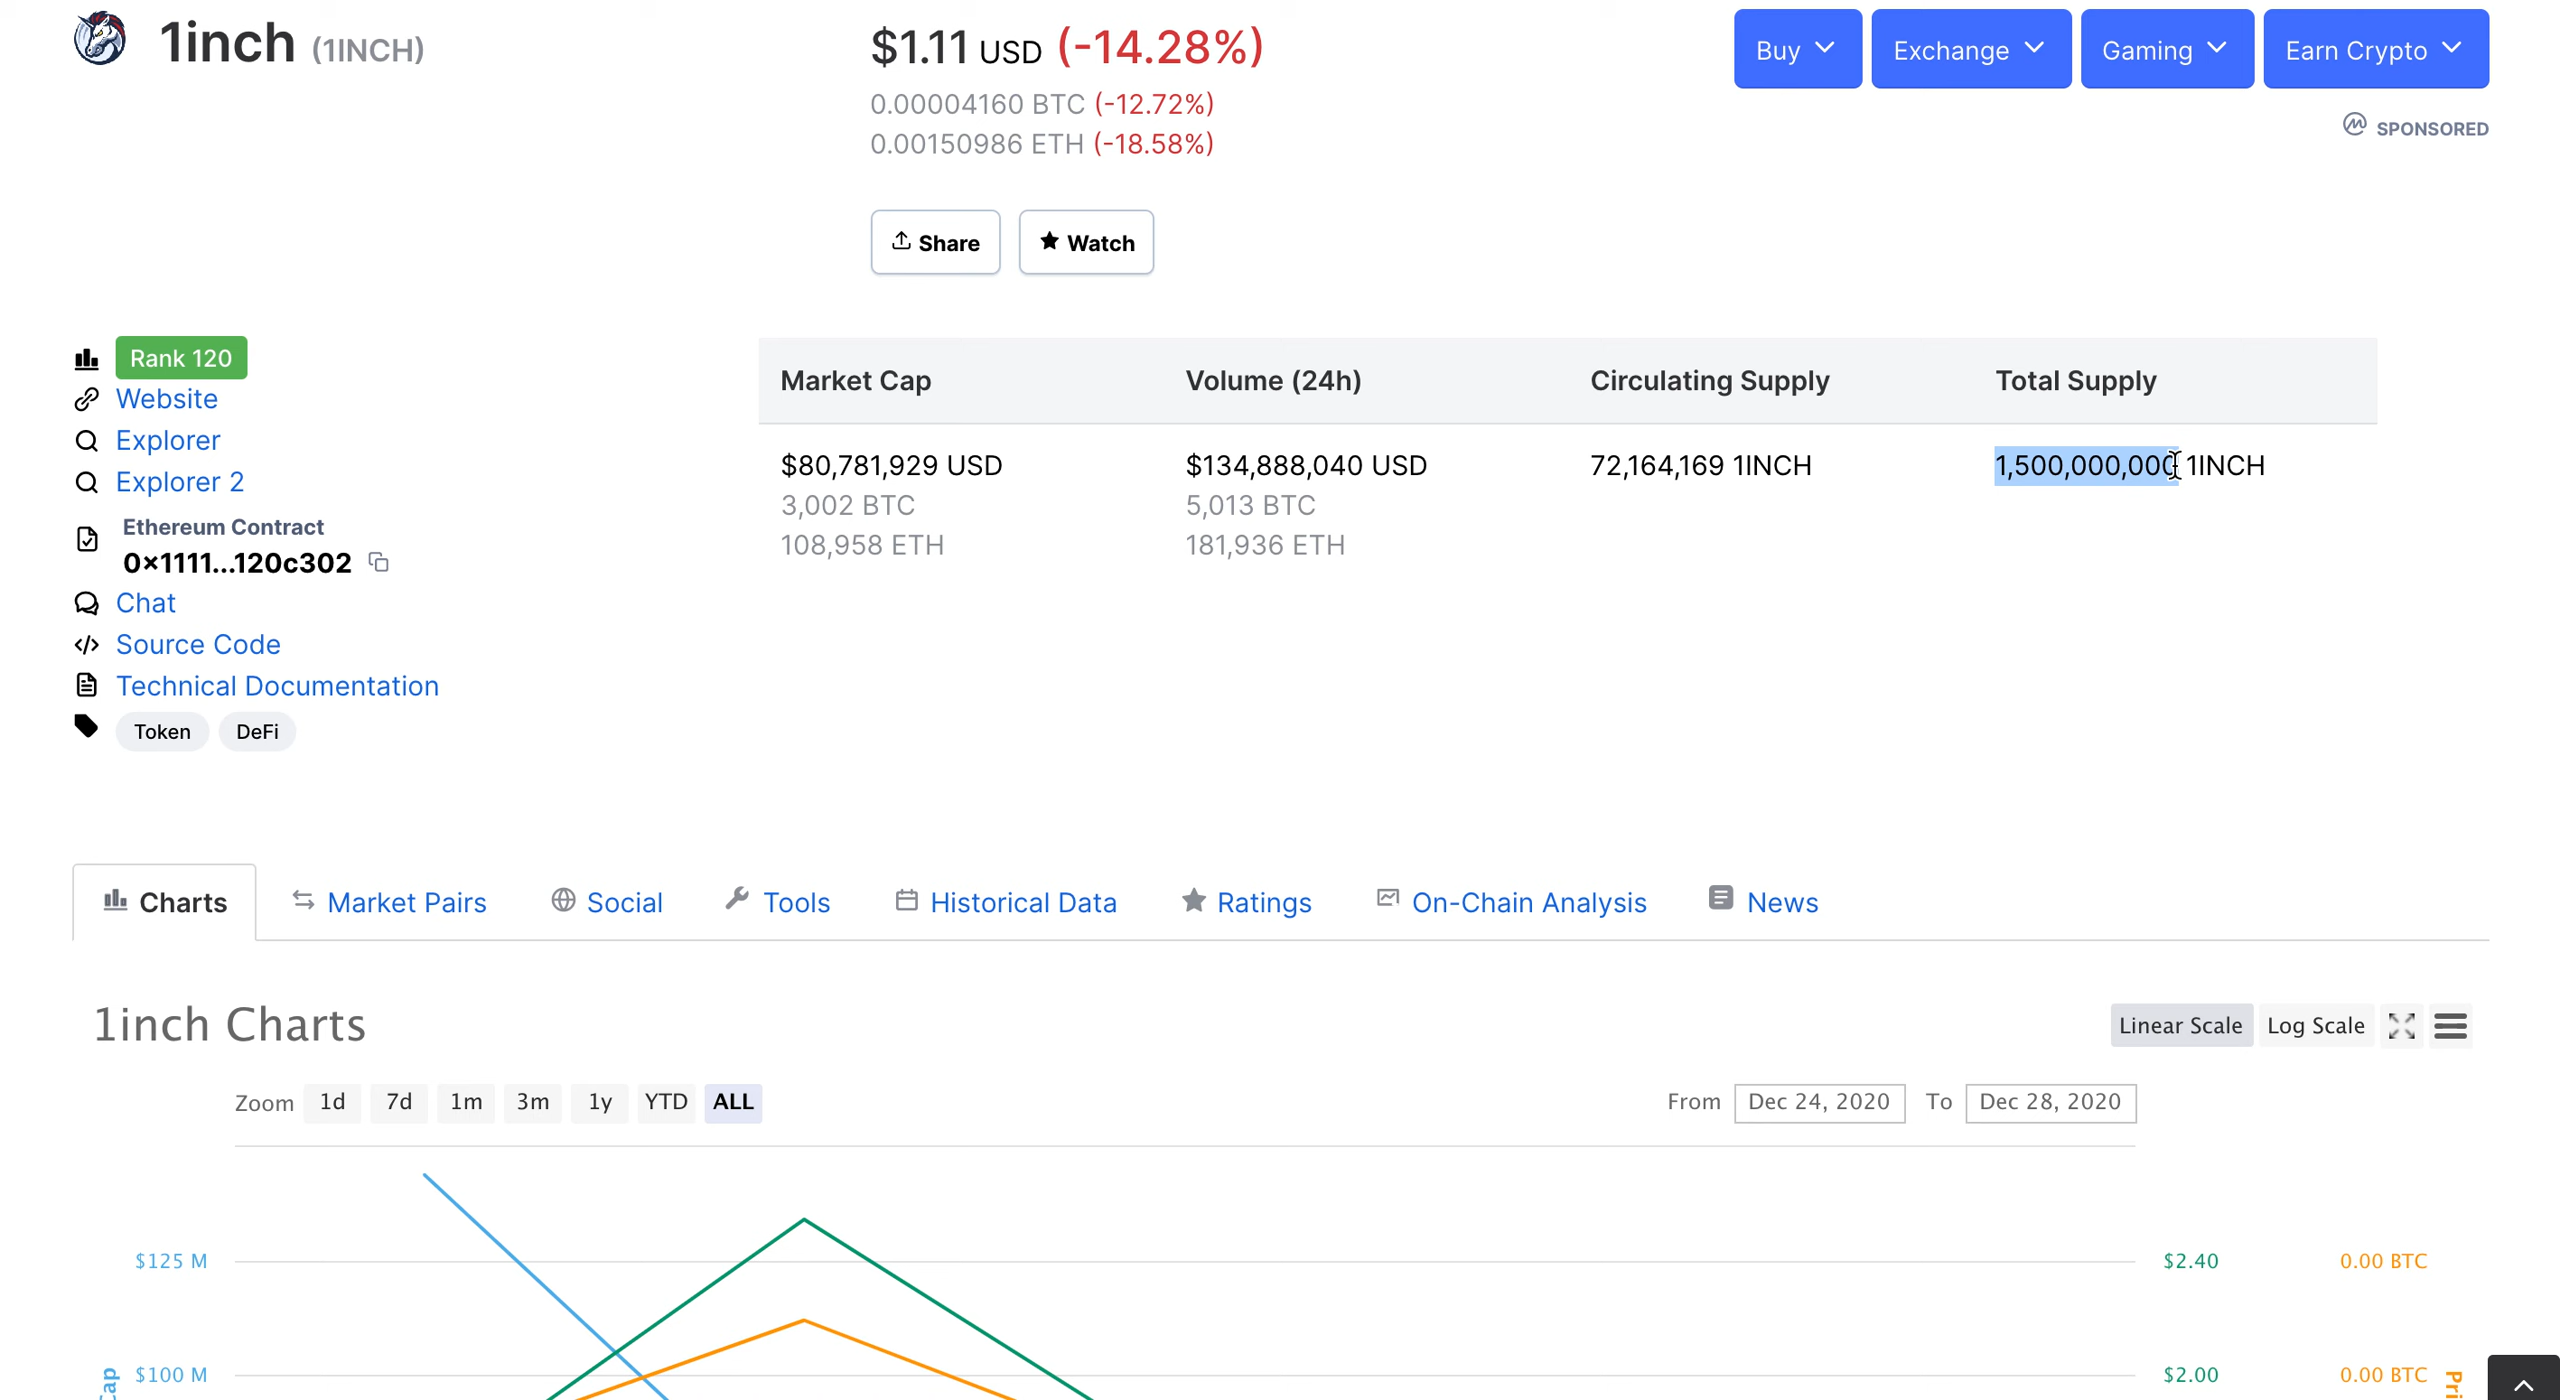 1inch (1INCH)
$1.11 USD (-14.28%)
0.00004160 BTC (-12.72%)
0.00150986 ETH (-18.58%)
Buy
Exchange
Gaming
Earn Crypto
SPONSORED
Share
Watch
Rank 120
Website
Explorer
Explorer 2
Ethereum Contract
0×1111...120c302
Chat
Source Code
Technical Documentation
Token
DeFi
Market Cap
Volume (24h)
Circulating Supply
Total Supply
$80,781,929 USD
3,002 BTC
108,958 ETH
$134,888,040 USD
5,013 BTC
181,936 ETH
72,164,169 1INCH
1,500,000,000 1INCH
Charts
Market Pairs
Social
Tools
Historical Data
Ratings
On-Chain Analysis
News
1inch Charts
Linear Scale
Log Scale
Zoom
1d
7d
1m
3m
1y
YTD
ALL
From
Dec 24, 2020
To
Dec 28, 2020
$125 M
$2.40
0.00 BTC
$100 M
$2.00
0.00 BTC